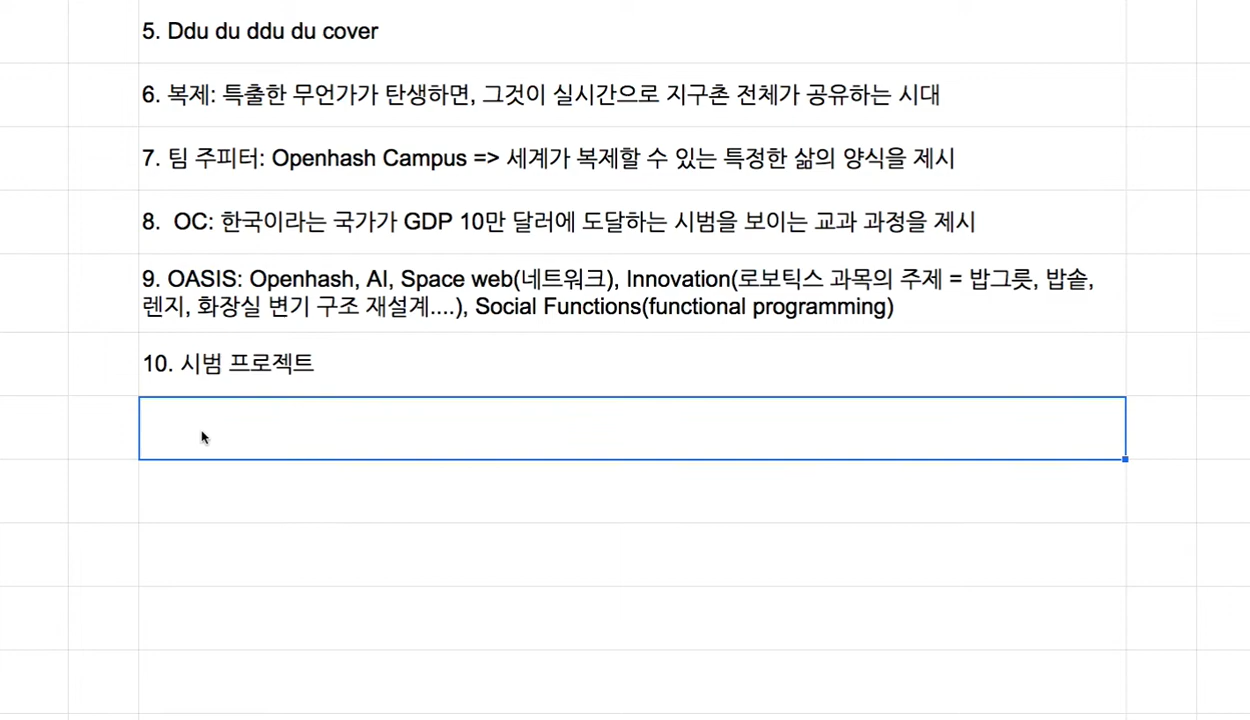 5. Ddu du ddu du cover
6. 복제: 특출한 무언가가 탄생하면, 그것이 실시간으로 지구촌 전체가 공유하는 시대
7. 팀 주피터: Openhash Campus => 세계가 복제할 수 있는 특정한 삶의 양식을 제시
8.  OC: 한국이라는 국가가 GDP 10만 달러에 도달하는 시범을 보이는 교과 과정을 제시
9. OASIS: Openhash, AI, Space web(네트워크), Innovation(로보틱스 과목의 주제 = 밥그릇, 밥솥,
렌지, 화장실 변기 구조 재설계....), Social Functions(functional programming)
10. 시범 프로젝트